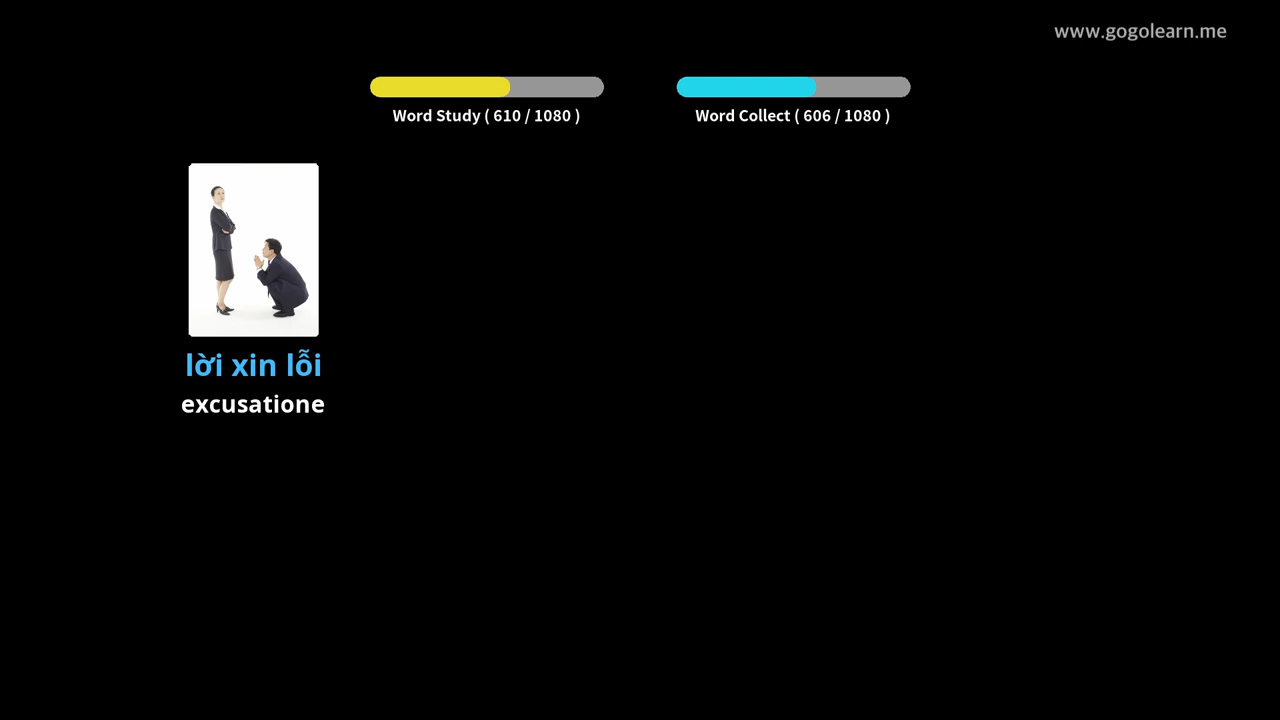 www.gogolearn.me
Word Study ( 610 / 1080 )
Word Collect ( 606 / 1080 )
lời xin lỗi
excusatione